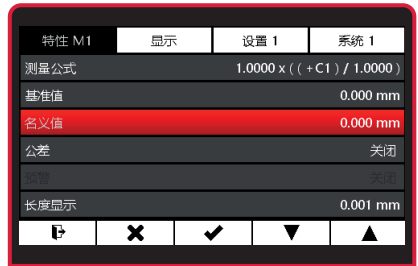 特性 M1 显示 设置 1 系统 1
测量公式 1.0000 x ( ( +C1 ) / 1.0000 )
基准值 0.000 mm
名义值 0.000 mm
公差 关闭
预警 关闭
长度显示 0.001 mm